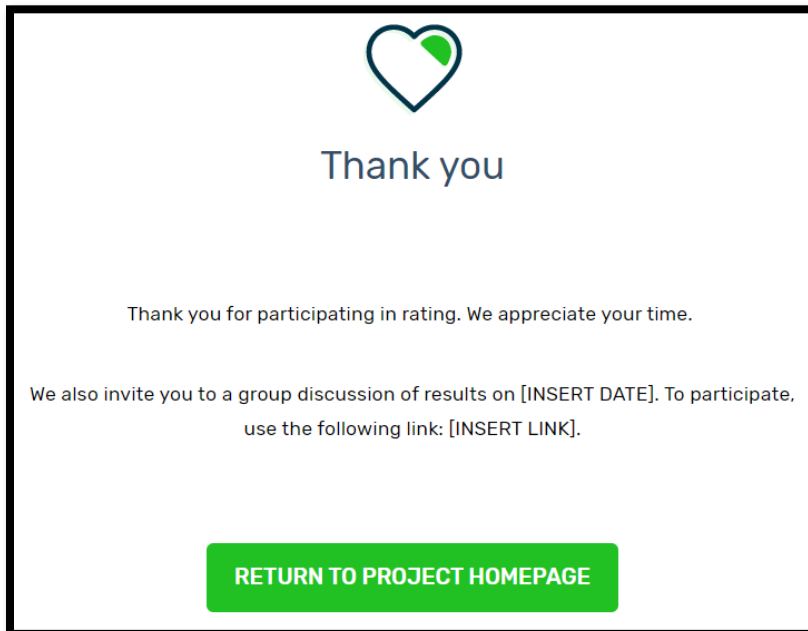 Thank you
Thank you for participating in rating. We appreciate your time.
We also invite you to a group discussion of results on [INSERT DATE]. To participate,
use the following link: [INSERT LINK].
RETURN TO PROJECT HOMEPAGE